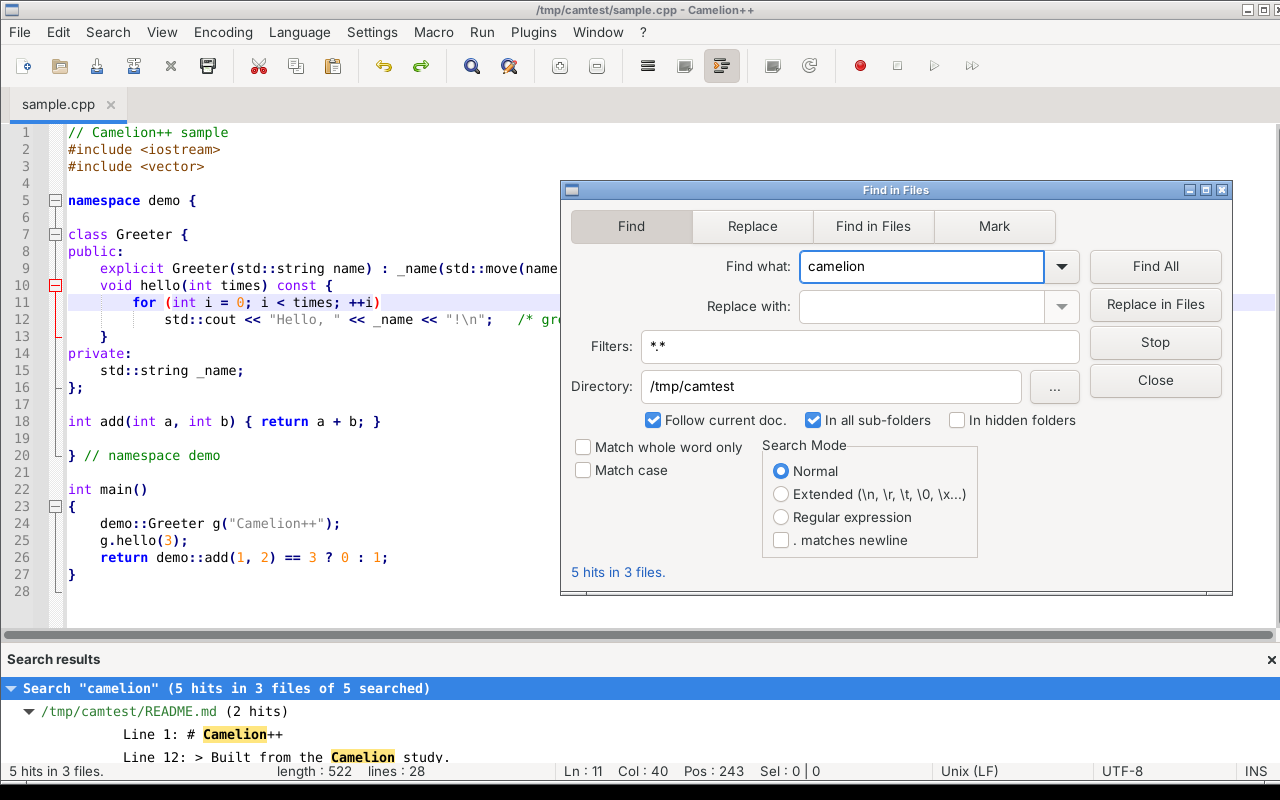 /tmp/camtest/sample.cpp - Camelion++
File Edit Search View Encoding Language Settings Macro Run Plugins Window ?
sample.cpp
1 // Camelion++ sample
2 #include <iostream>
3 #include <vector>
4
5 namespace demo {
6
7 class Greeter {
8 public:
9 explicit Greeter(std::string name) : _name(std::move(name
10 void hello(int times) const {
11 for (int i = 0; i < times; ++i)
12 std::cout << "Hello, " << _name << "!\n"; /* gre
13 }
14 private:
15 std::string _name;
16 };
17
18 int add(int a, int b) { return a + b; }
19
20 } // namespace demo
21
22 int main()
23 {
24 demo::Greeter g("Camelion++");
25 g.hello(3);
26 return demo::add(1, 2) == 3 ? 0 : 1;
27 }
28
Find in Files
Find Replace Find in Files Mark
Find what: camelion Find All
Replace with: Replace in Files
Filters: *.* Stop
Directory: /tmp/camtest ... Close
Follow current doc. In all sub-folders In hidden folders
Match whole word only
Match case
Search Mode
Normal
Extended (\n, \r, \t, \0, \x...)
Regular expression
. matches newline
5 hits in 3 files.
Search results
Search "camelion" (5 hits in 3 files of 5 searched)
/tmp/camtest/README.md (2 hits)
Line 1: # Camelion++
Line 12: > Built from the Camelion study.
5 hits in 3 files. length : 522 lines : 28 Ln : 11 Col : 40 Pos : 243 Sel : 0 | 0 Unix (LF) UTF-8 INS